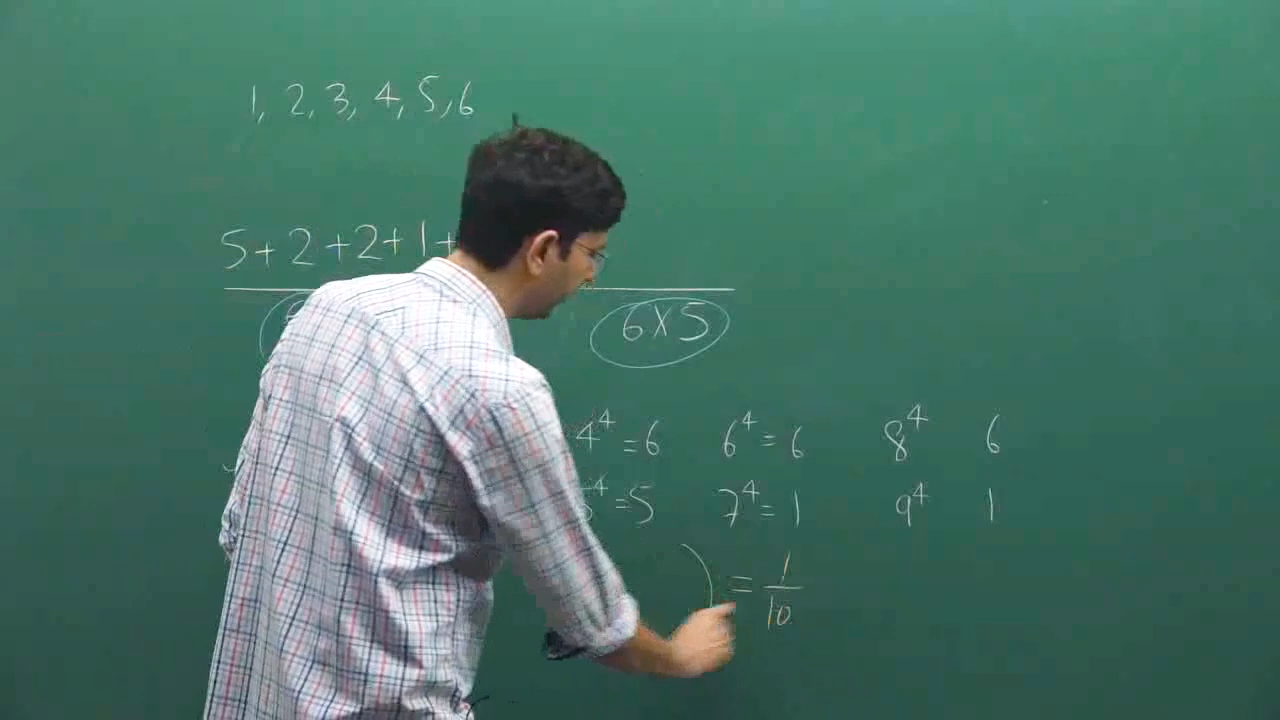 1, 2, 3, 4, 5, 6
5 + 2 + 2 + 1 +
6 X 5
4⁴ = 6 6⁴ = 6 8⁴ 6
5⁴ = 5 7⁴ = 1 9⁴ 1
) = 1/10